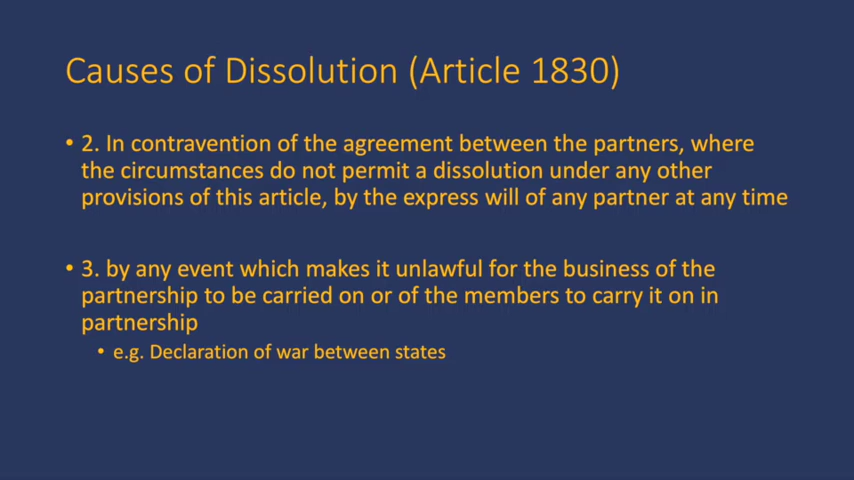 Causes of Dissolution (Article 1830)
• 2. In contravention of the agreement between the partners, where
the circumstances do not permit a dissolution under any other
provisions of this article, by the express will of any partner at any time
• 3. by any event which makes it unlawful for the business of the
partnership to be carried on or of the members to carry it on in
partnership
• e.g. Declaration of war between states